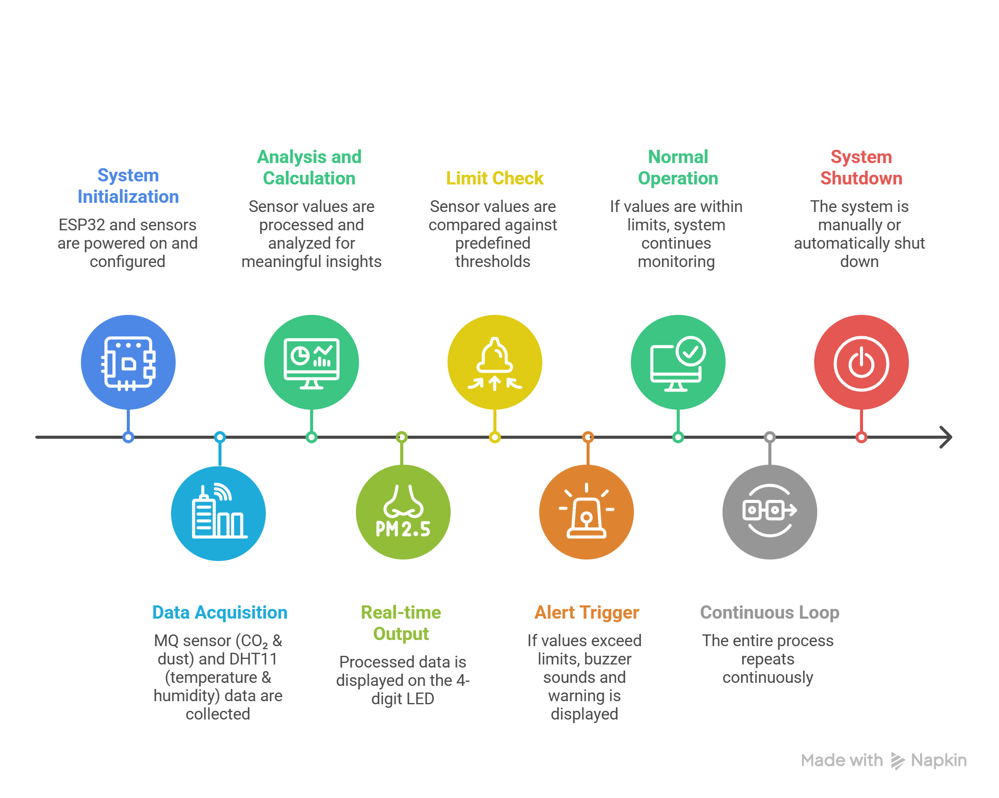 System
Initialization
ESP32 and sensors
are powered on and
configured
Data Acquisition
MQ sensor (CO₂ &
dust) and DHT11
(temperature &
humidity) data are
collected
Analysis and
Calculation
Sensor values are
processed and
analyzed for
meaningful insights
PM 2.5
Real-time
Output
Processed data is
displayed on the 4-
digit LED
Limit Check
Sensor values are
compared against
predefined
thresholds
Alert Trigger
If values exceed
limits, buzzer
sounds and
warning is
displayed
Normal
Operation
If values are within
limits, system
continues
monitoring
Continuous Loop
The entire process
repeats
continuously
System
Shutdown
The system is
manually or
automatically shut
down
Made with Napkin